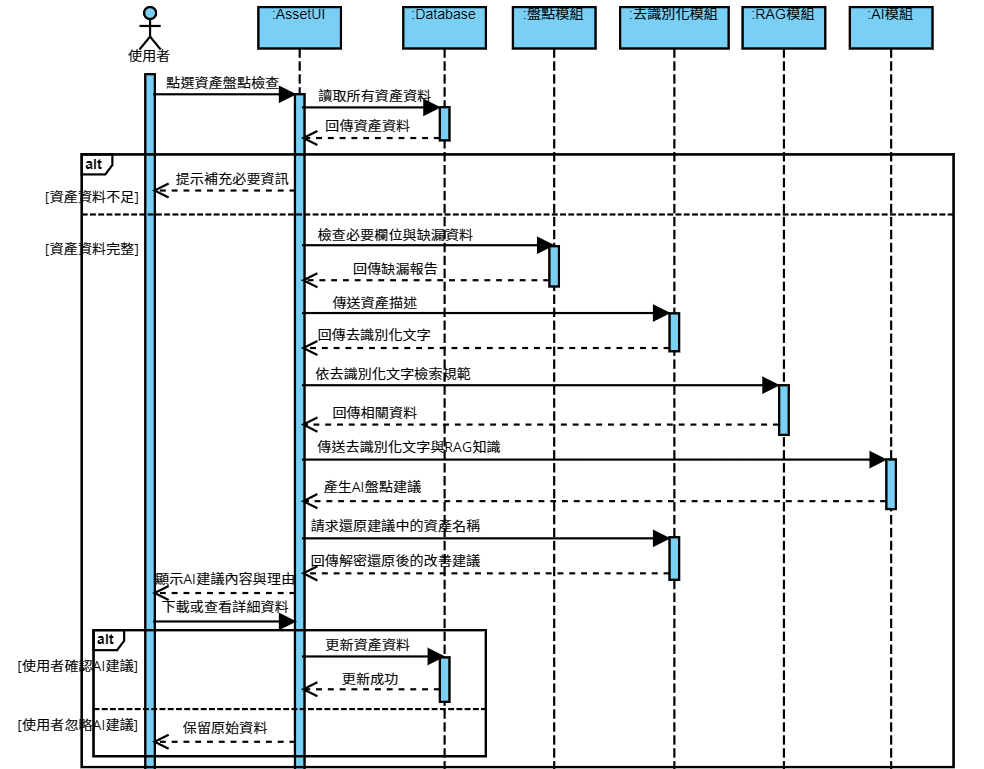 :AssetUI
:Database
:盤點模組
:去識別化模組
:RAG模組
:AI模組
使用者
點選資產盤點檢查
讀取所有資產資料
回傳資產資料
alt
提示補充必要資訊
[資產資料不足]
檢查必要欄位與缺漏資料
[資產資料完整]
回傳缺漏報告
傳送資產描述
回傳去識別化文字
依去識別化文字檢索規範
回傳相關資料
傳送去識別化文字與RAG知識
產生AI盤點建議
請求還原建議中的資產名稱
回傳解密還原後的改善建議
顯示AI建議內容與理由
下載或查看詳細資料
alt
更新資產資料
[使用者確認AI建議]
更新成功
[使用者忽略AI建議]
保留原始資料